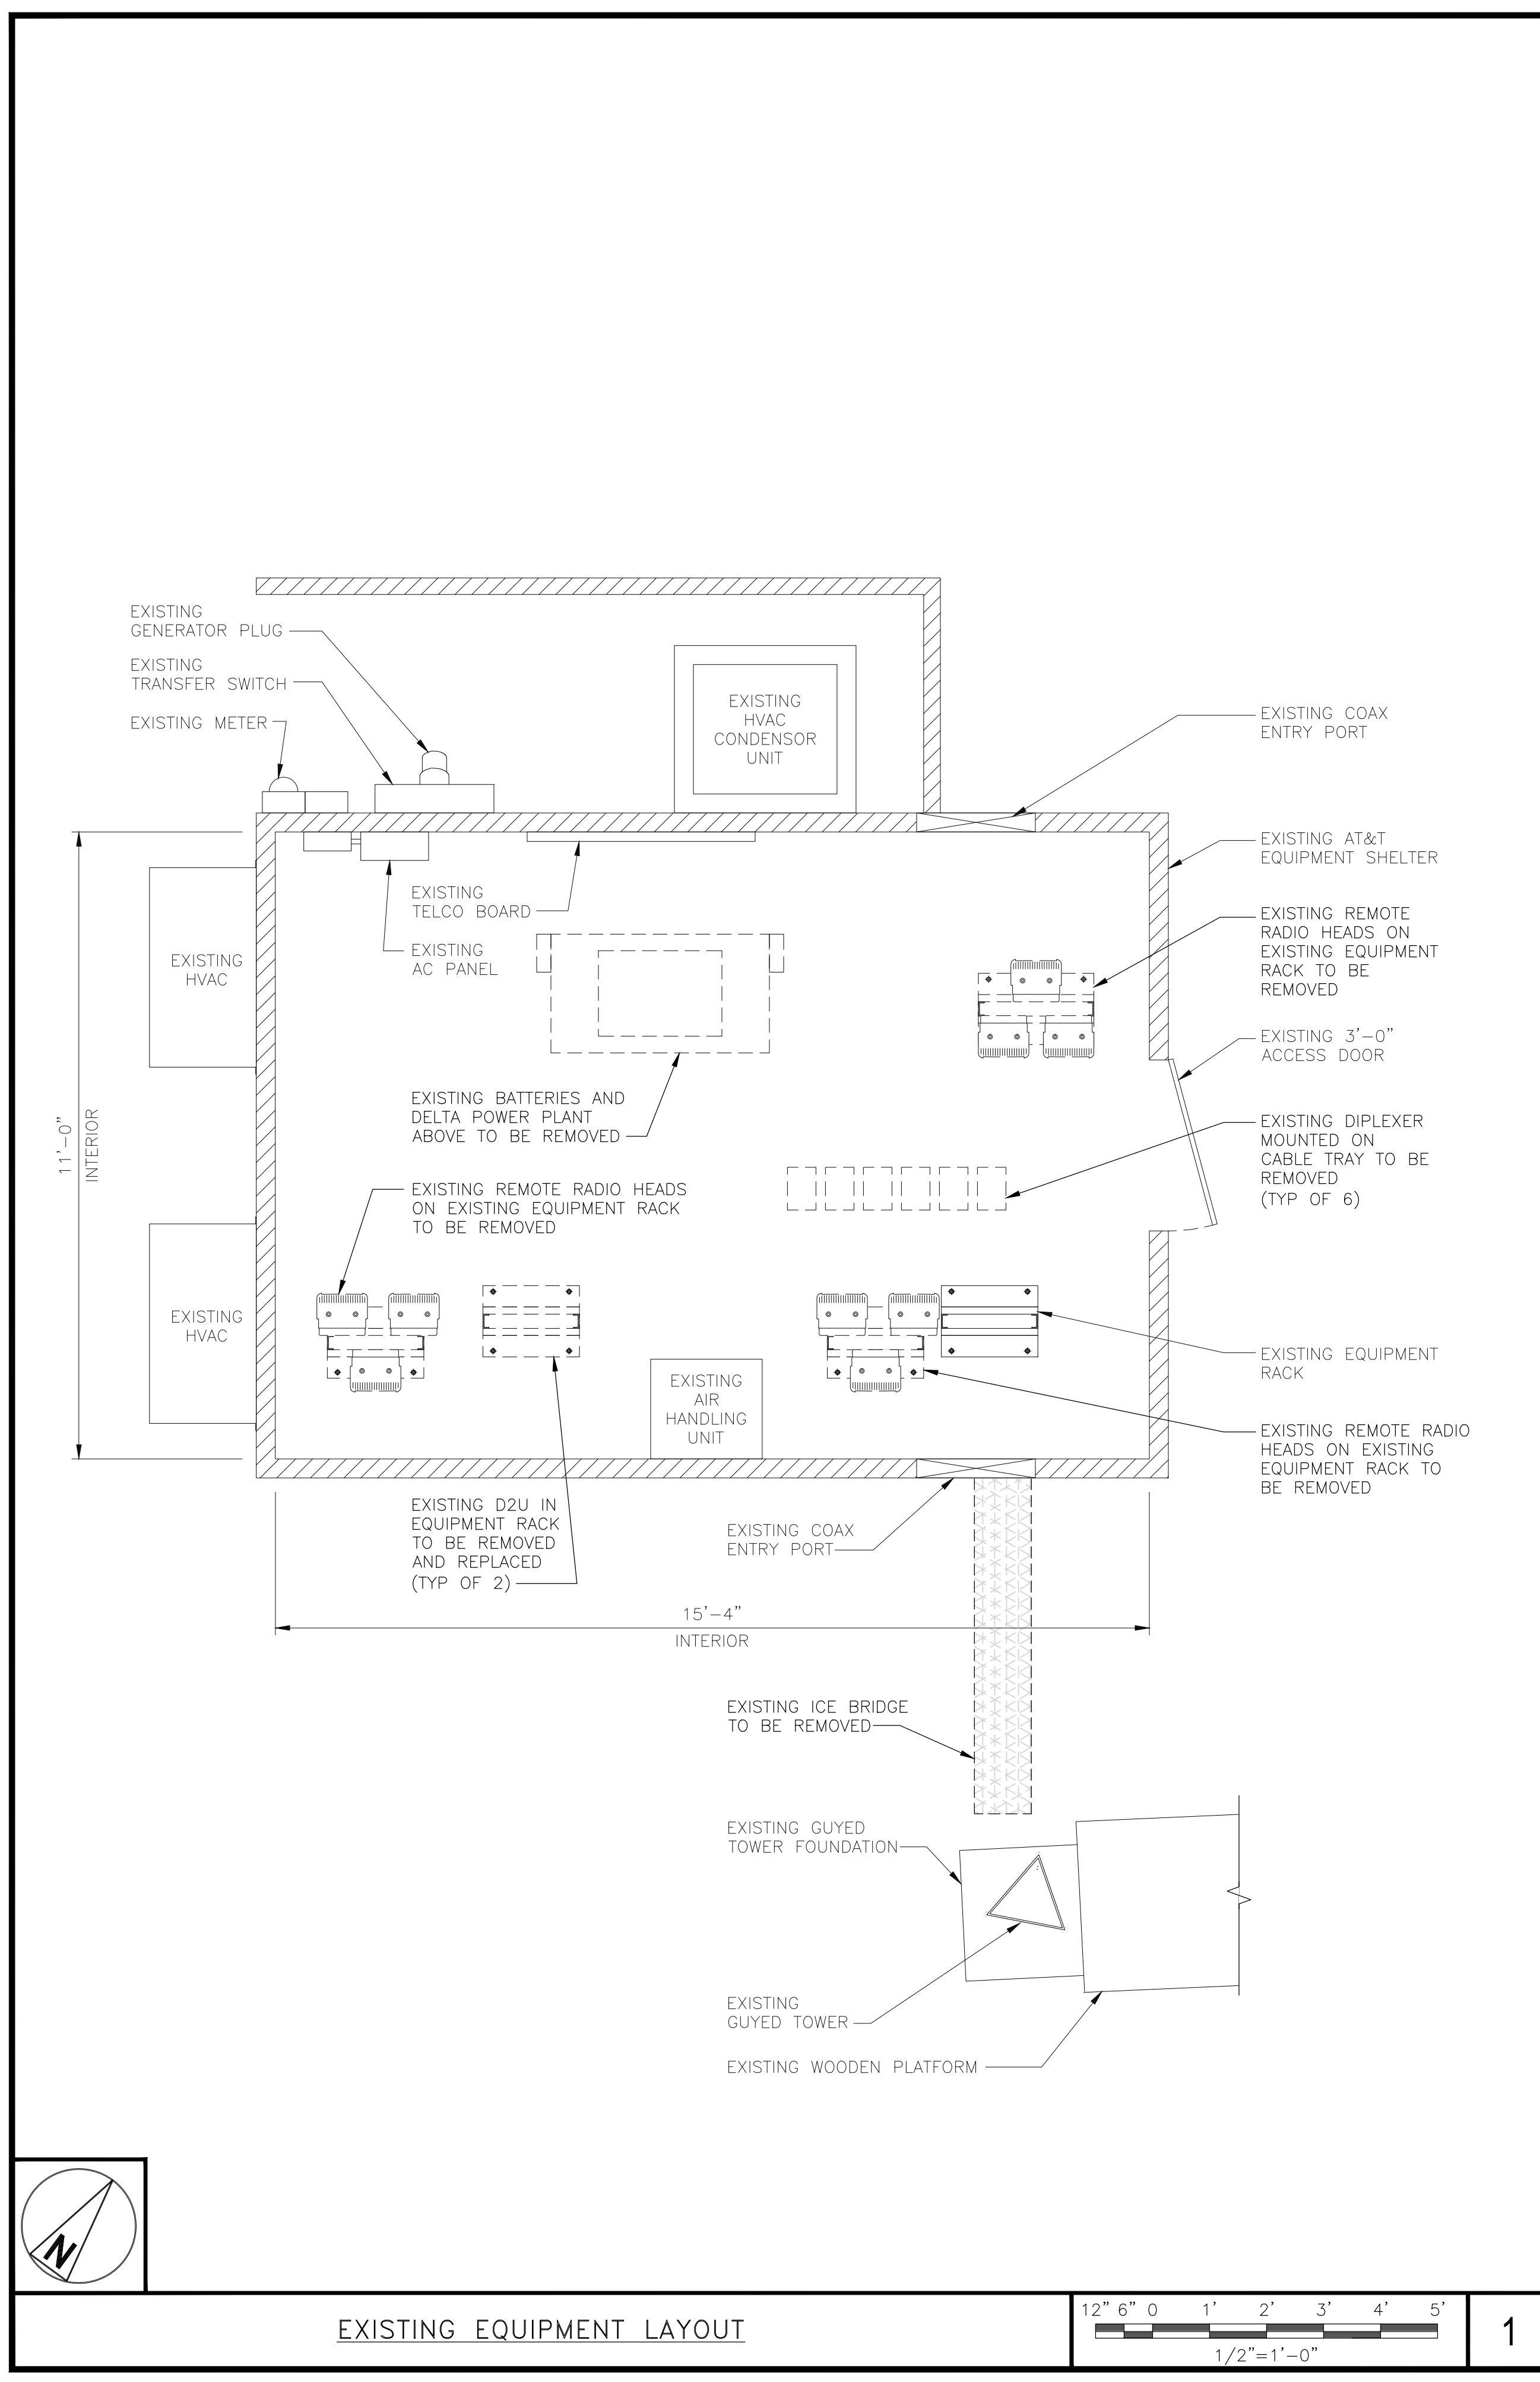 EXISTING
GENERATOR PLUG
EXISTING
TRANSFER SWITCH
EXISTING METER
EXISTING
HVAC
CONDENSOR
UNIT
EXISTING COAX
ENTRY PORT
EXISTING AT&T
EQUIPMENT SHELTER
EXISTING
TELCO BOARD
EXISTING
AC PANEL
EXISTING REMOTE
RADIO HEADS ON
EXISTING EQUIPMENT
RACK TO BE
REMOVED
EXISTING
HVAC
EXISTING 3'-0"
ACCESS DOOR
EXISTING BATTERIES AND
DELTA POWER PLANT
ABOVE TO BE REMOVED
11'-0"
INTERIOR
EXISTING DIPLEXER
MOUNTED ON
CABLE TRAY TO BE
REMOVED
(TYP OF 6)
EXISTING REMOTE RADIO HEADS
ON EXISTING EQUIPMENT RACK
TO BE REMOVED
EXISTING
HVAC
EXISTING
AIR
HANDLING
UNIT
EXISTING EQUIPMENT
RACK
EXISTING REMOTE RADIO
HEADS ON EXISTING
EQUIPMENT RACK TO
BE REMOVED
EXISTING D2U IN
EQUIPMENT RACK
TO BE REMOVED
AND REPLACED
(TYP OF 2)
EXISTING COAX
ENTRY PORT
15'-4"
INTERIOR
EXISTING ICE BRIDGE
TO BE REMOVED
EXISTING GUYED
TOWER FOUNDATION
EXISTING
GUYED TOWER
EXISTING WOODEN PLATFORM
N
EXISTING EQUIPMENT LAYOUT
12" 6" 0 1' 2' 3' 4' 5'
1/2"=1'-0"
1